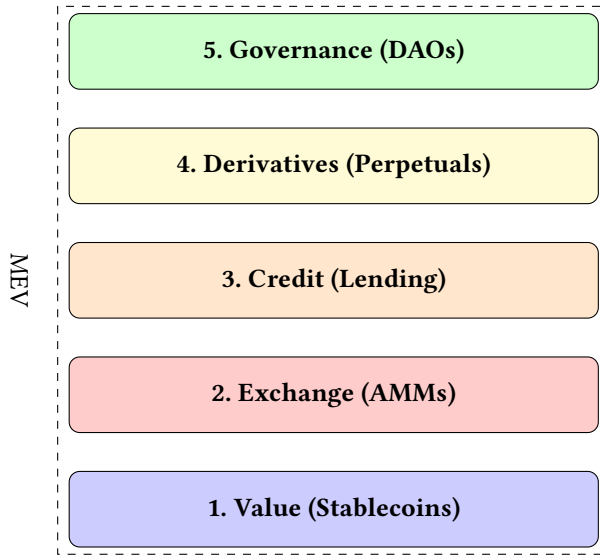 5. Governance (DAOs)
4. Derivatives (Perpetuals)
3. Credit (Lending)
MEV
2. Exchange (AMMs)
1. Value (Stablecoins)